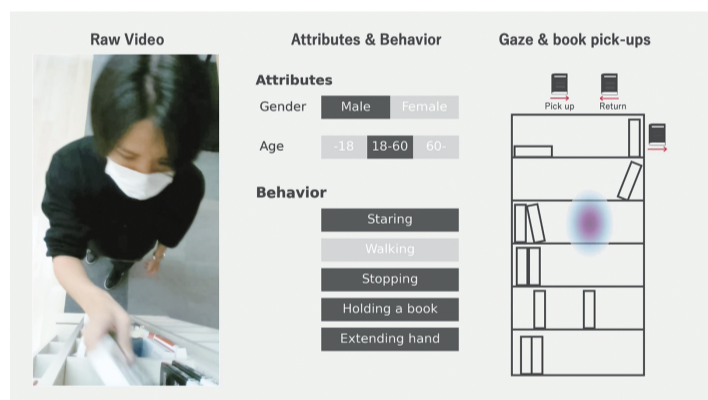 Raw Video
Attributes & Behavior
Gaze & book pick-ups
Attributes
Gender Male Female
Age -18 18-60 60-
Behavior
Staring
Walking
Stopping
Holding a book
Extending hand
Pick up Return